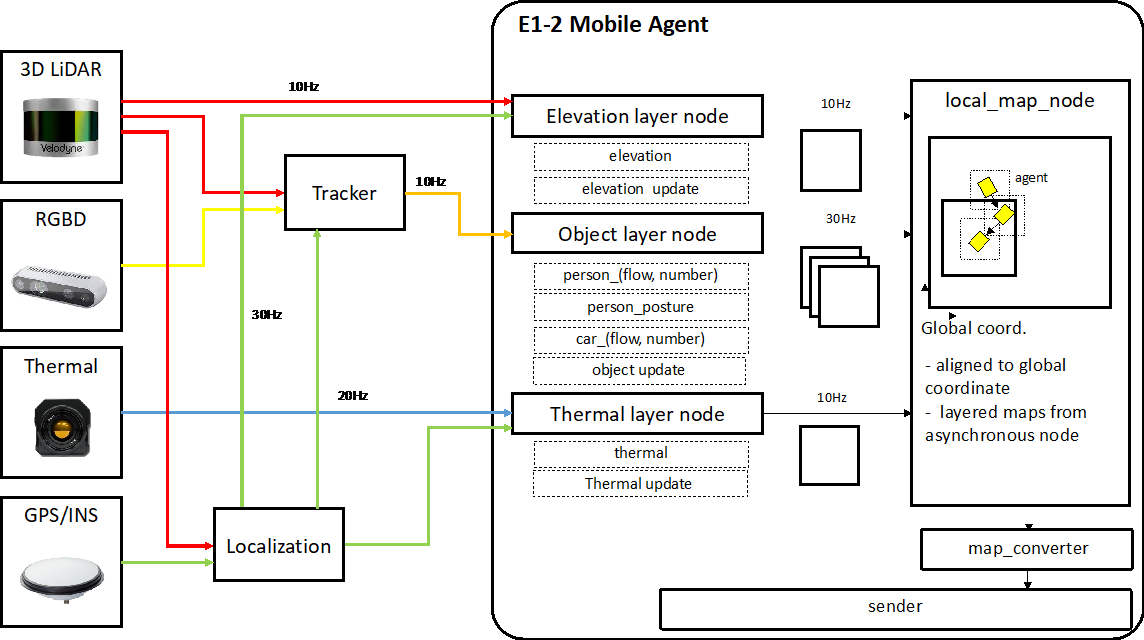 E1-2 Mobile Agent
3D LiDAR
Velodyne
RGBD
Thermal
GPS/INS
10Hz
Tracker
10Hz
30Hz
20Hz
Localization
Elevation layer node
elevation
elevation update
Object layer node
person_(flow, number)
person_posture
car_(flow, number)
object update
Thermal layer node
thermal
Thermal update
10Hz
30Hz
10Hz
local_map_node
agent
Global coord.
- aligned to global
coordinate
- layered maps from
asynchronous node
map_converter
sender